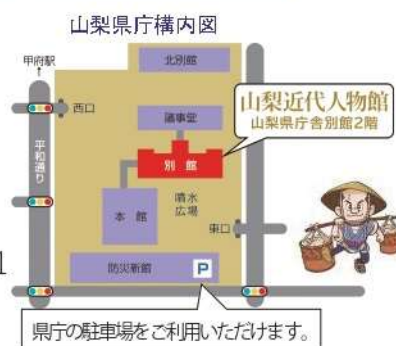 山梨県庁構内図
甲府駅
北別館
西口
議事堂
山梨近代人物館
山梨県庁舎別館2階
別館
平和通り
噴水
広場
本館
東口
防災新館
P
1
県庁の駐車場をご利用いただけます。